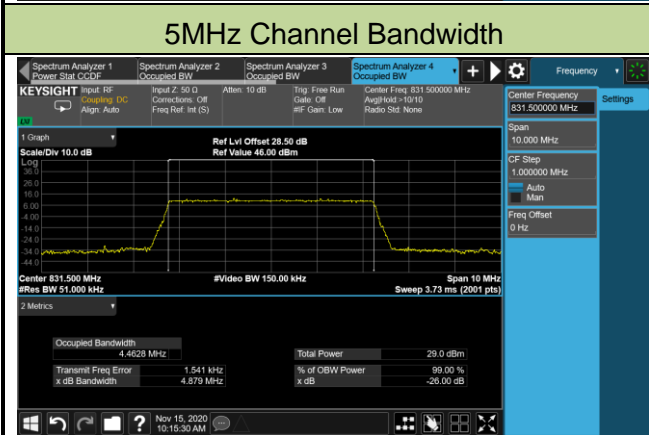 5MHz Channel Bandwidth
Spectrum Analyzer 1
Power Stat CCDF
Spectrum Analyzer 2
Occupied BW
Spectrum Analyzer 3
Occupied BW
Spectrum Analyzer 4
Occupied BW
Frequency
KEYSIGHT
Input: RF
Coupling: DC
Align: Auto
Input Z: 50 Ω
Corrections: Off
Freq Ref: Int (S)
Atten: 10 dB
Trig: Free Run
Gate: Off
#IF Gain: Low
Center Freq: 831.500000 MHz
Avg|Hold:>10/10
Radio Std: None
Center Frequency
831.500000 MHz
Settings
Span
10.000 MHz
CF Step
1.000000 MHz
Auto
Man
Freq Offset
0 Hz
LV
1 Graph
Scale/Div 10.0 dB
Ref Lvl Offset 28.50 dB
Ref Value 46.00 dBm
Log
36.0
26.0
16.0
6.00
-4.00
-14.0
-24.0
-34.0
-44.0
Center 831.500 MHz
#Res BW 51.000 kHz
#Video BW 150.00 kHz
Span 10 MHz
Sweep 3.73 ms (2001 pts)
2 Metrics
Occupied Bandwidth
4.4628 MHz
Total Power 29.0 dBm
Transmit Freq Error 1.541 kHz
% of OBW Power 99.00 %
x dB Bandwidth 4.879 MHz
x dB -26.00 dB
Nov 15, 2020
10:15:30 AM